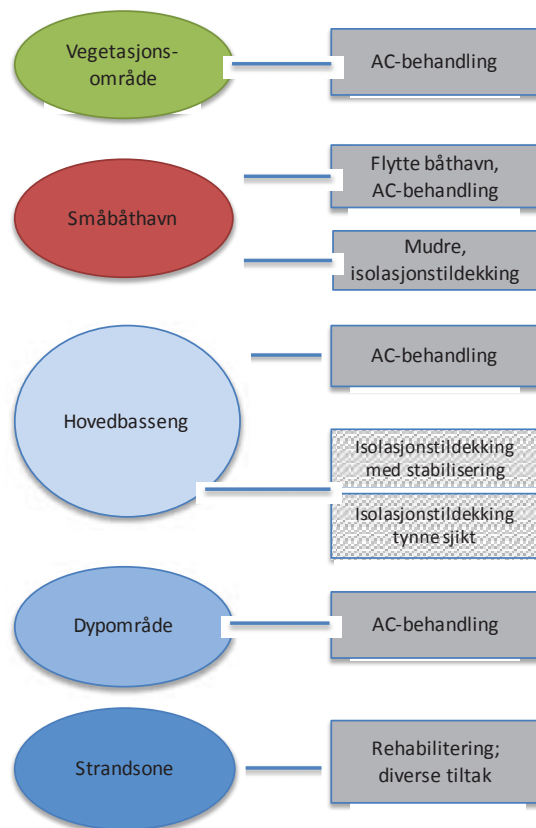 Vegetasjons-
område
AC-behandling
Småbåthavn
Flytte båthavn,
AC-behandling
Mudre,
isolasjonstildekking
Hovedbasseng
AC-behandling
Isolasjonstildekking
med stabilisering
Isolasjonstildekking
tynne sjikt
Dypområde
AC-behandling
Strandsone
Rehabilitering;
diverse tiltak